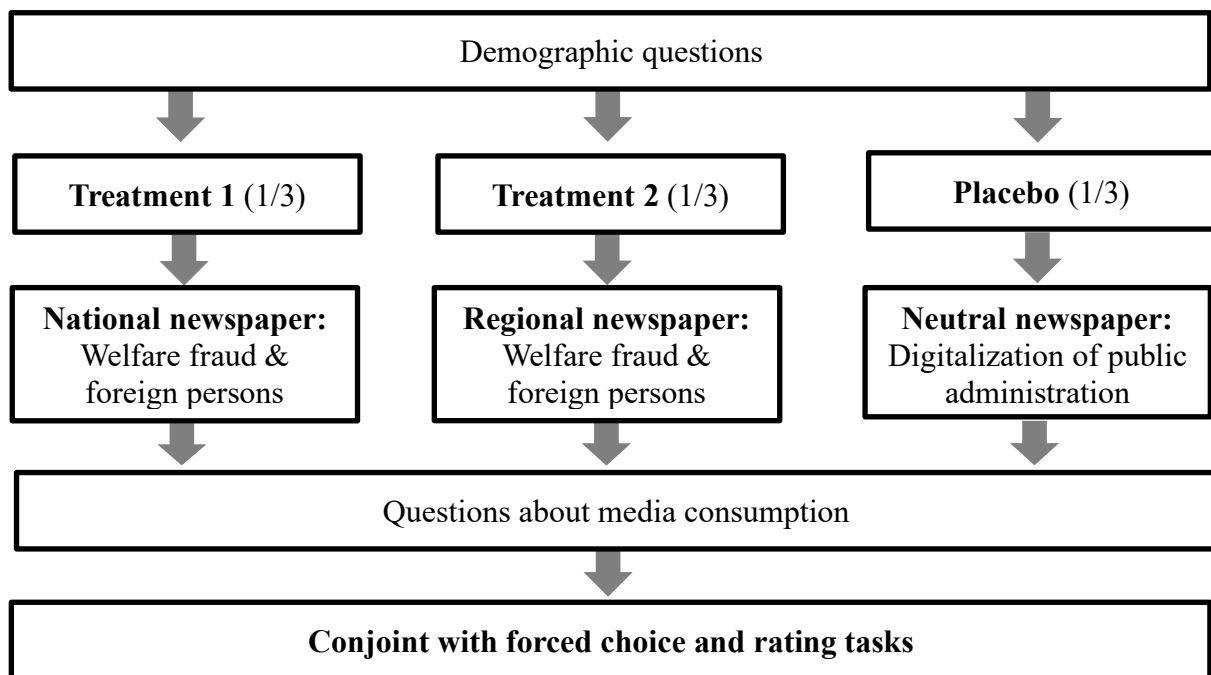 Demographic questions
Treatment 1 (1/3)
Treatment 2 (1/3)
Placebo (1/3)
National newspaper:
Welfare fraud &
foreign persons
Regional newspaper:
Welfare fraud &
foreign persons
Neutral newspaper:
Digitalization of public
administration
Questions about media consumption
Conjoint with forced choice and rating tasks